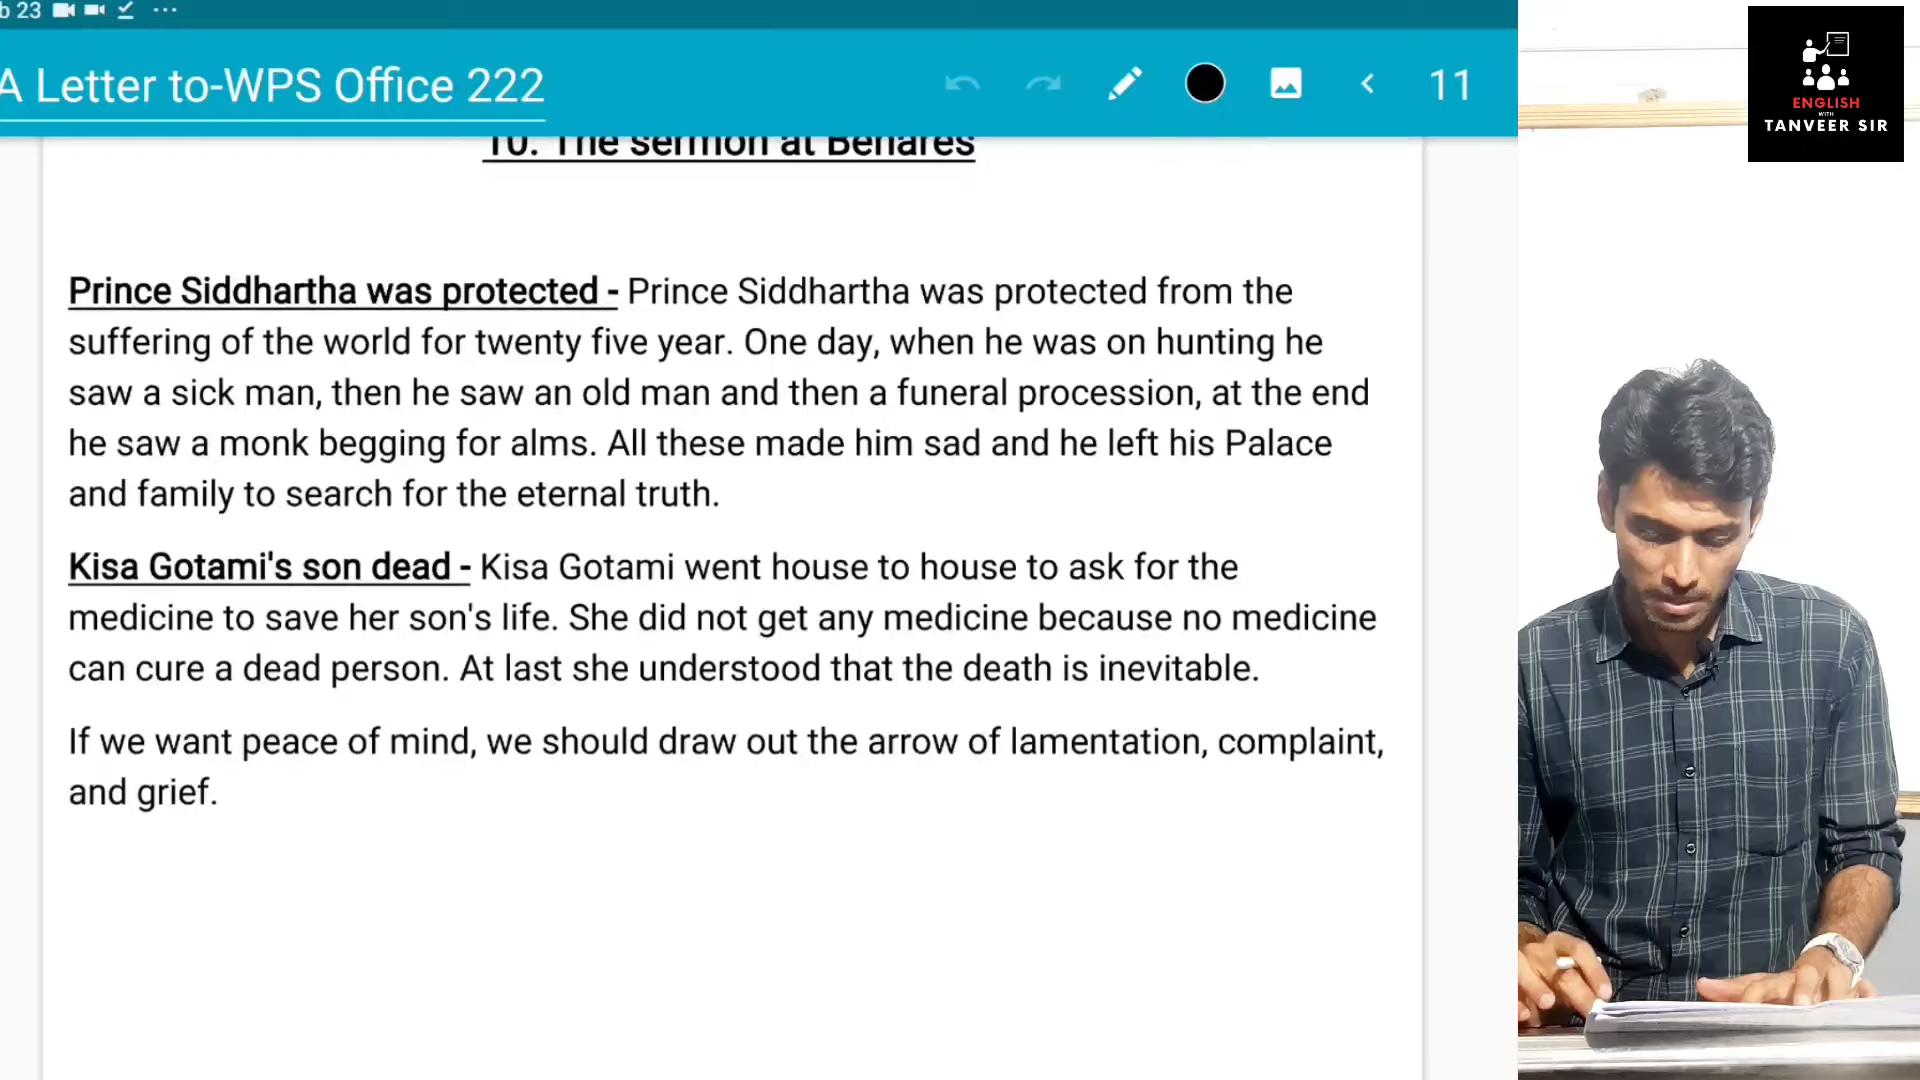 b 23
A Letter to-WPS Office 222
11
ENGLISH
WITH
TANVEER SIR
10. The sermon at Benares
Prince Siddhartha was protected - Prince Siddhartha was protected from the
suffering of the world for twenty five year. One day, when he was on hunting he
saw a sick man, then he saw an old man and then a funeral procession, at the end
he saw a monk begging for alms. All these made him sad and he left his Palace
and family to search for the eternal truth.
Kisa Gotami's son dead - Kisa Gotami went house to house to ask for the
medicine to save her son's life. She did not get any medicine because no medicine
can cure a dead person. At last she understood that the death is inevitable.
If we want peace of mind, we should draw out the arrow of lamentation, complaint,
and grief.